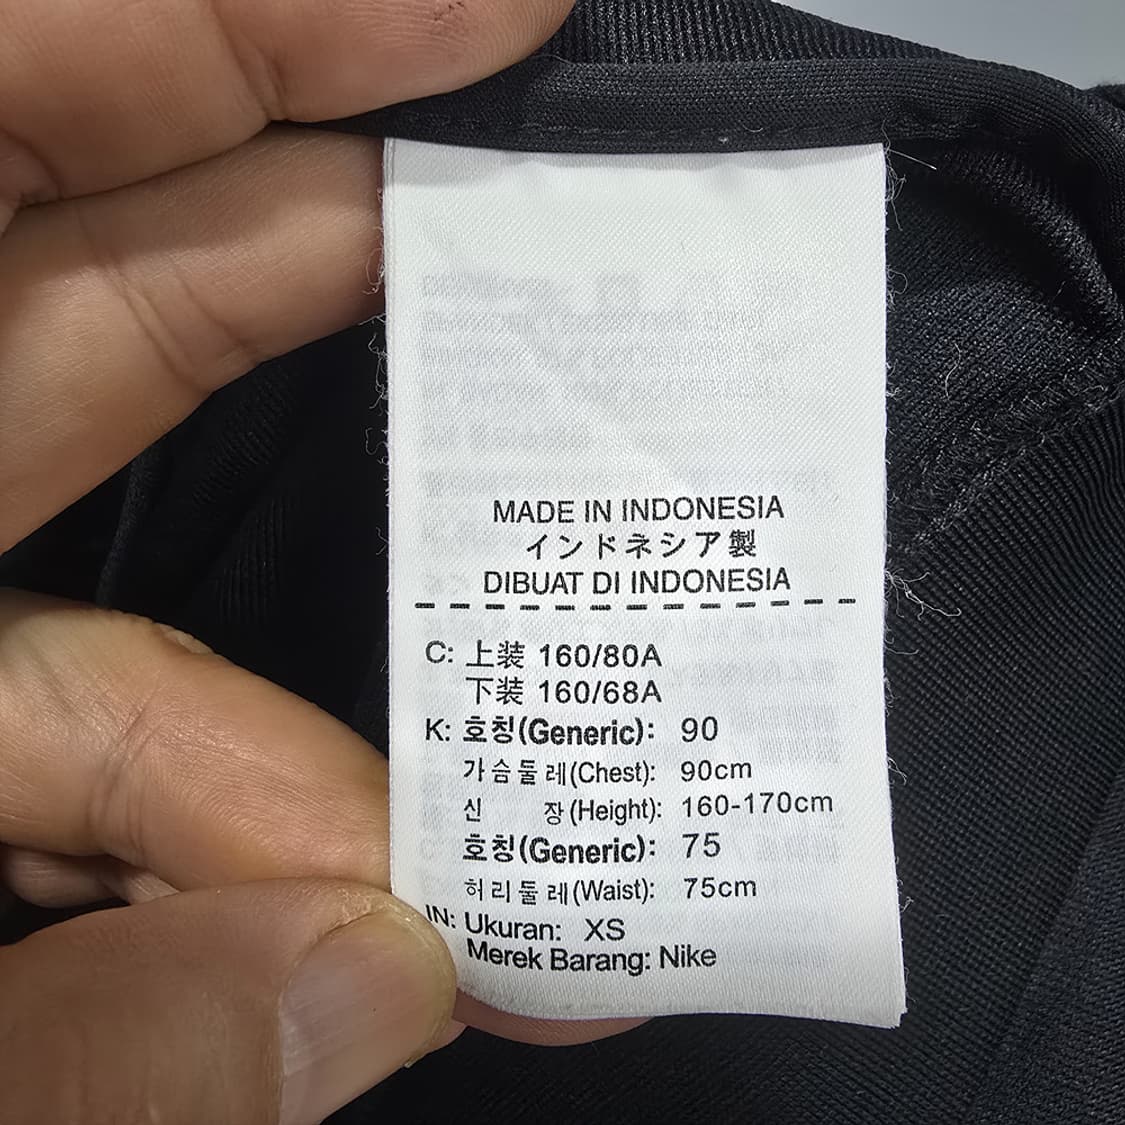 MADE IN INDONESIA
インドネシア製
DIBUAT DI INDONESIA
C: 上装 160/80A
下装 160/68A
K: 호칭(Generic): 90
가슴둘레(Chest): 90cm
신 장(Height): 160-170cm
호칭(Generic): 75
허리둘레(Waist): 75cm
IN: Ukuran: XS
Merek Barang: Nike